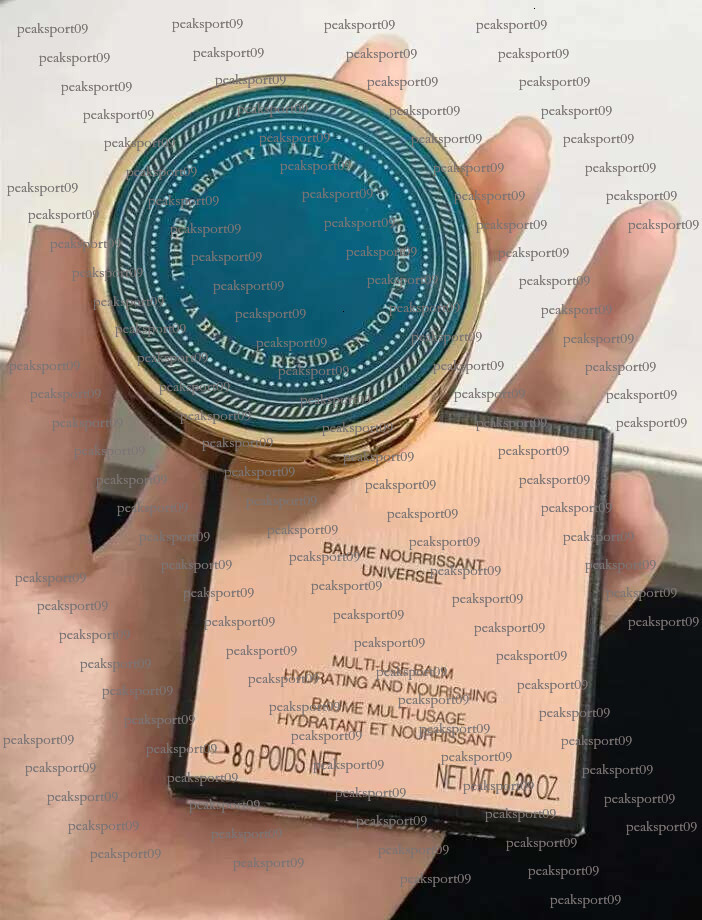 THERE · BEAUTY IN ALL THINGS
· LA BEAUTÉ RÉSIDE EN TOUTE CHOSE
BAUME NOURRISSANT
UNIVERSEL
MULTI-USE BALM
HYDRATING AND NOURISHING
BAUME MULTI-USAGE
HYDRATANT ET NOURRISSANT
℮ 8 g POIDS NET
NET WT. 0.28 OZ.
peaksport09